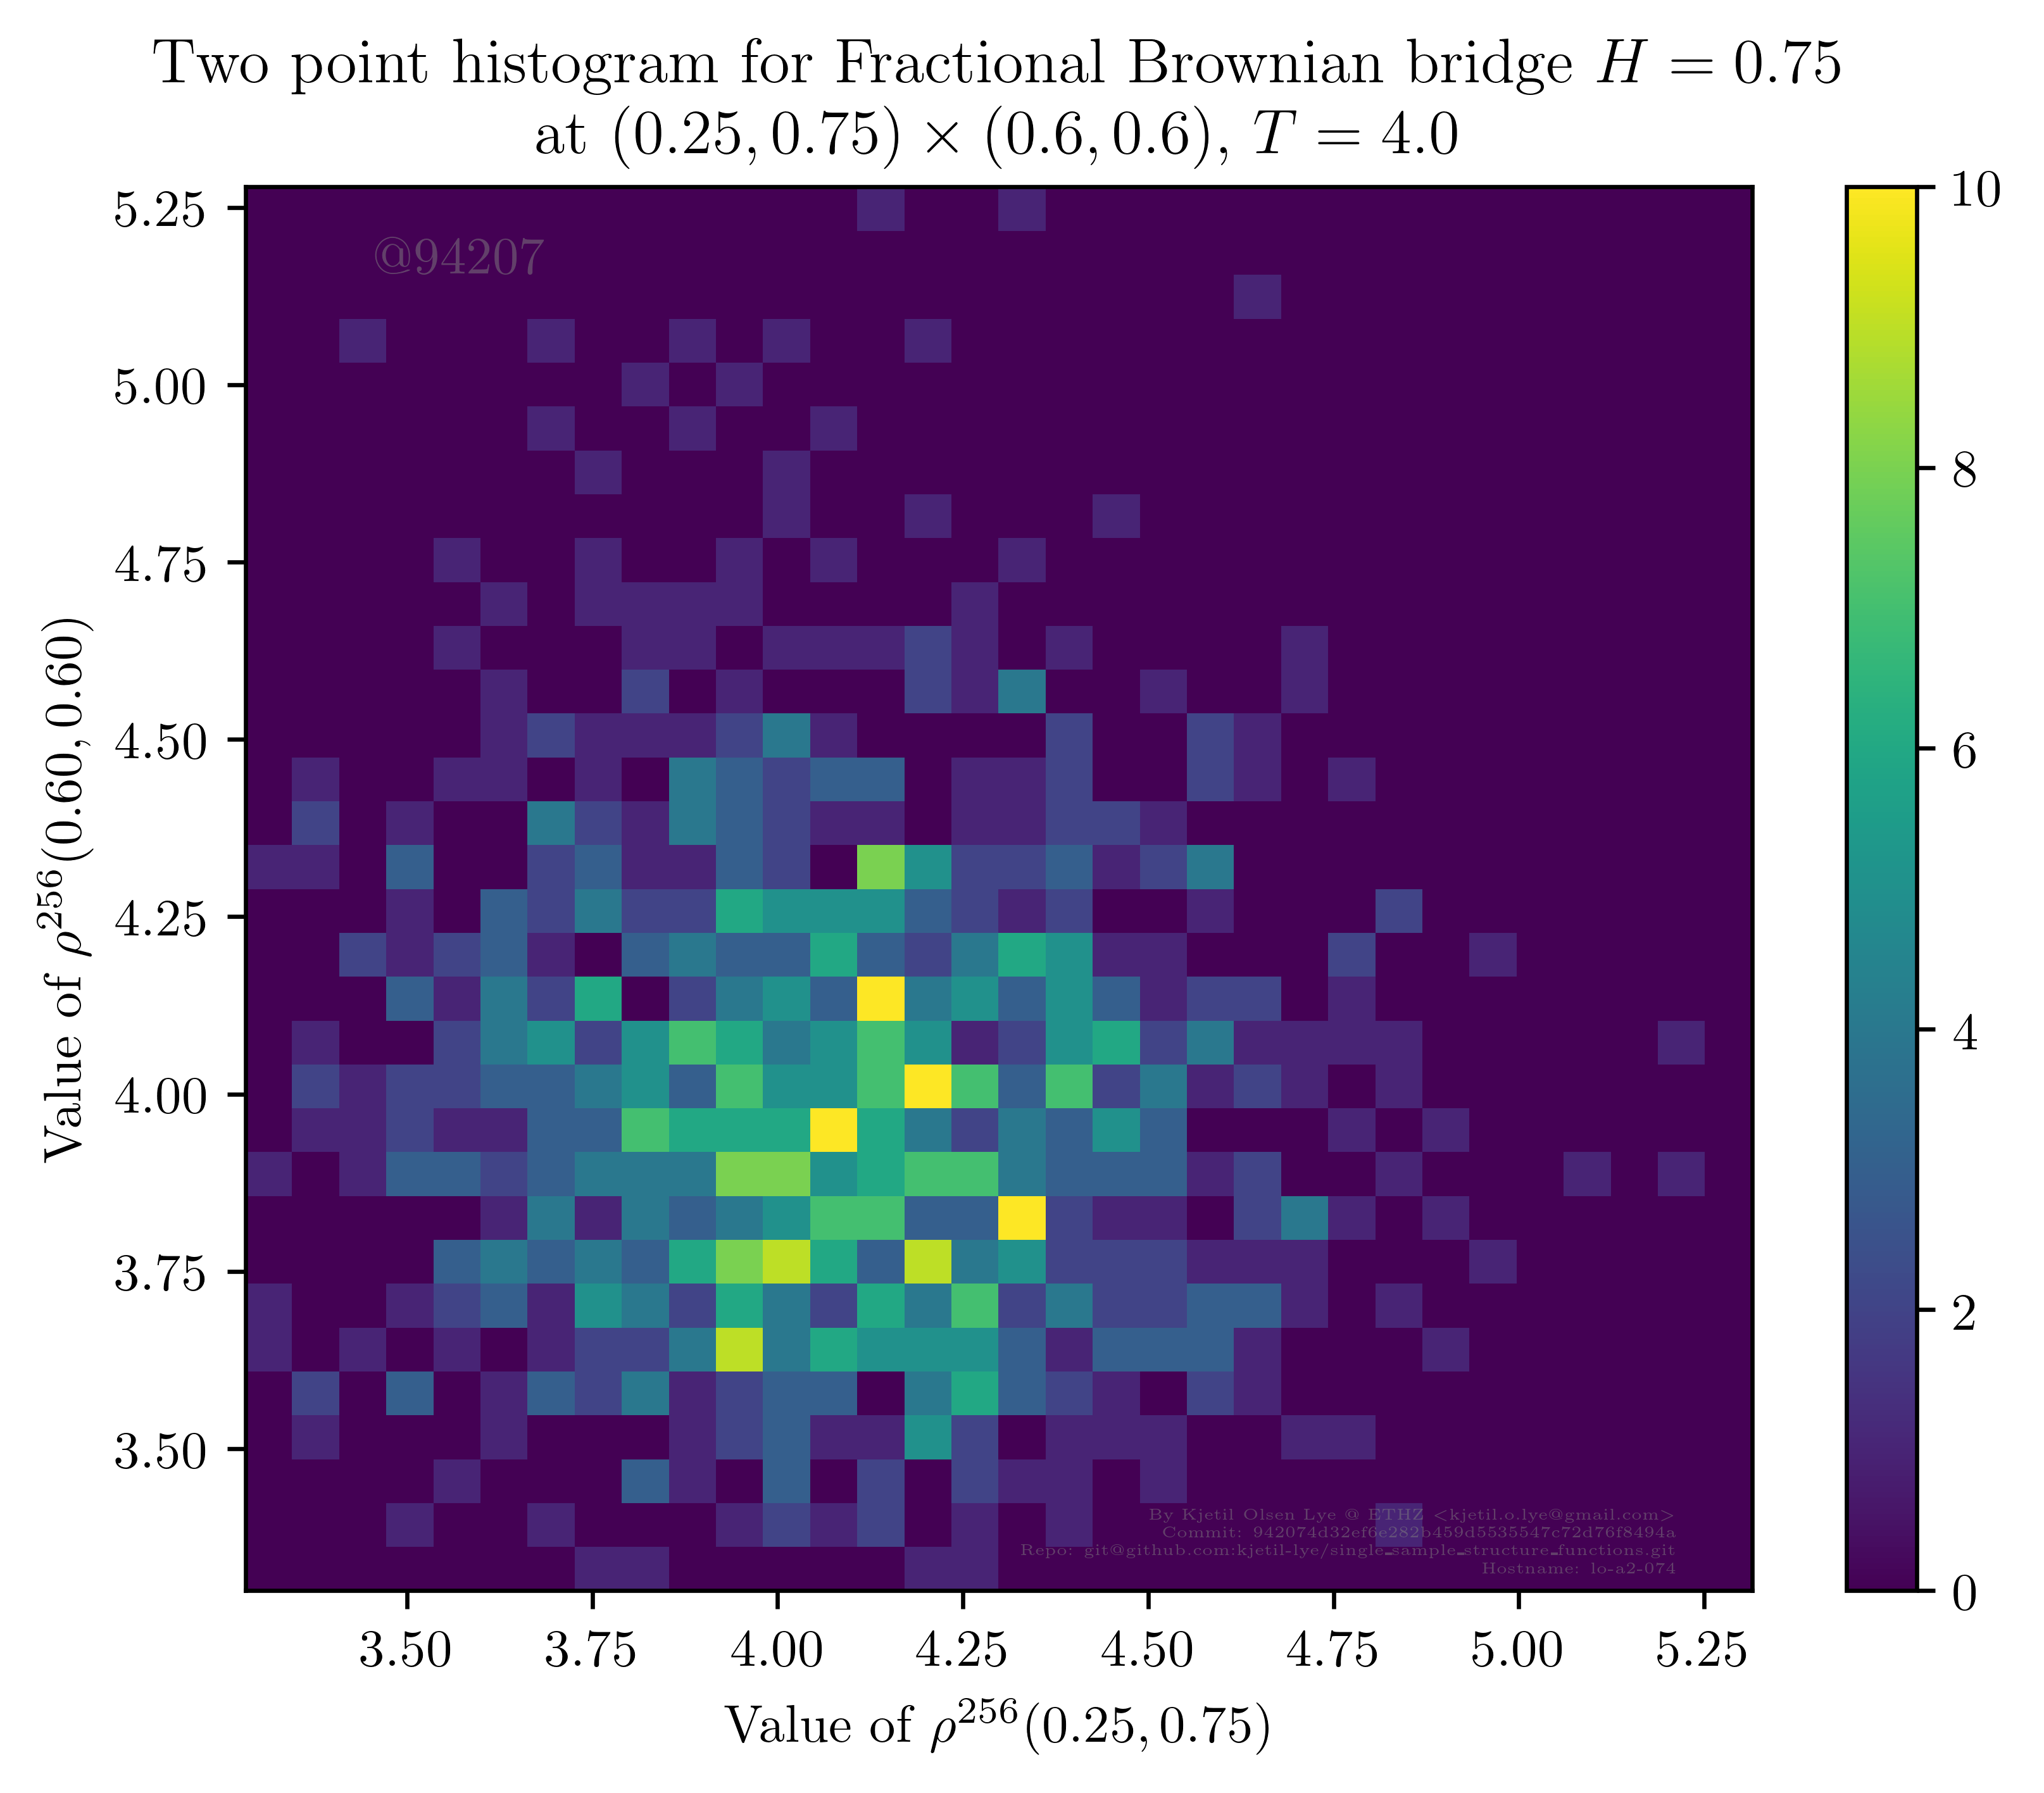 Two point histogram for Fractional Brownian bridge H = 0.75
at (0.25, 0.75) × (0.6, 0.6), T = 4.0
@94207
5.25
5.00
4.75
4.50
4.25
4.00
3.75
3.50
Value of ρ²⁵⁶(0.60, 0.60)
10
8
6
4
2
0
By Kjetil Olsen Lye @ ETHZ <kjetil.o.lye@gmail.com>
Commit: 942074d32ef6e282b459d5535547c72d76f8494a
Repo: git@github.com:kjetil-lye/single_sample_structure_functions.git
Hostname: lo-a2-074
3.50 3.75 4.00 4.25 4.50 4.75 5.00 5.25
Value of ρ²⁵⁶(0.25, 0.75)